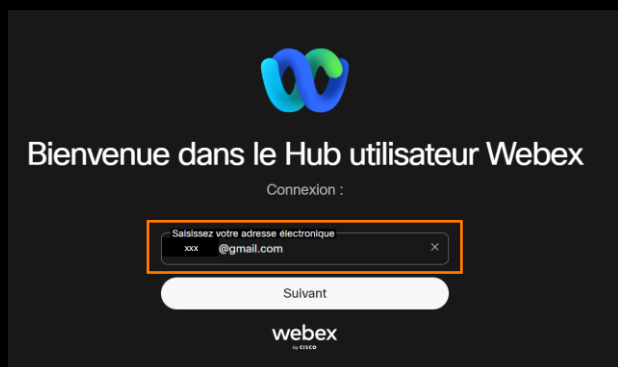 Bienvenue dans le Hub utilisateur Webex
Connexion :
Saisissez votre adresse électronique
xxx @gmail.com ×
Suivant
webex
by CISCO